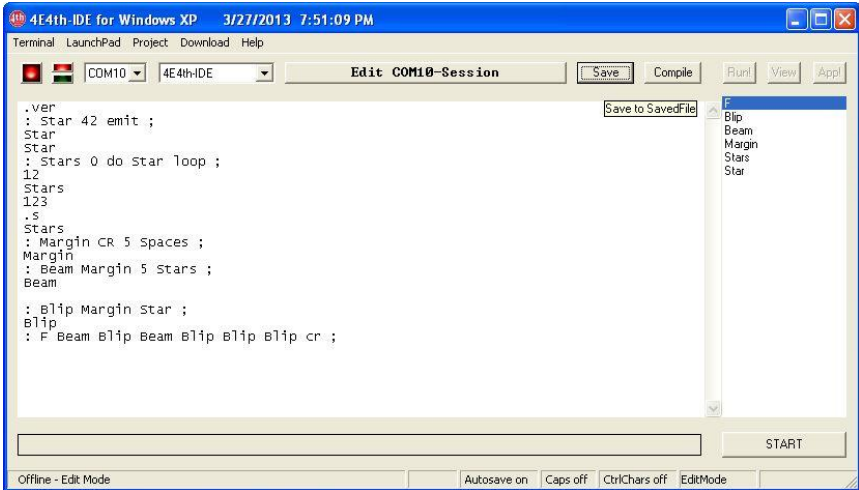 4th 4E4th-IDE for Windows XP 3/27/2013 7:51:09 PM
Terminal LaunchPad Project Download Help
COM10 4E4th-IDE Edit COM10-Session Save Compile Run! View App!
Save to SavedFile
.ver
: Star 42 emit ;
Star
Star
: Stars 0 do Star loop ;
12
Stars
123
.s
Stars
: Margin CR 5 Spaces ;
Margin
: Beam Margin 5 Stars ;
Beam
: Blip Margin Star ;
Blip
: F Beam Blip Beam Blip Blip Blip cr ;
F
Blip
Beam
Margin
Stars
Star
START
Offline - Edit Mode Autosave on Caps off CtrlChars off EditMode